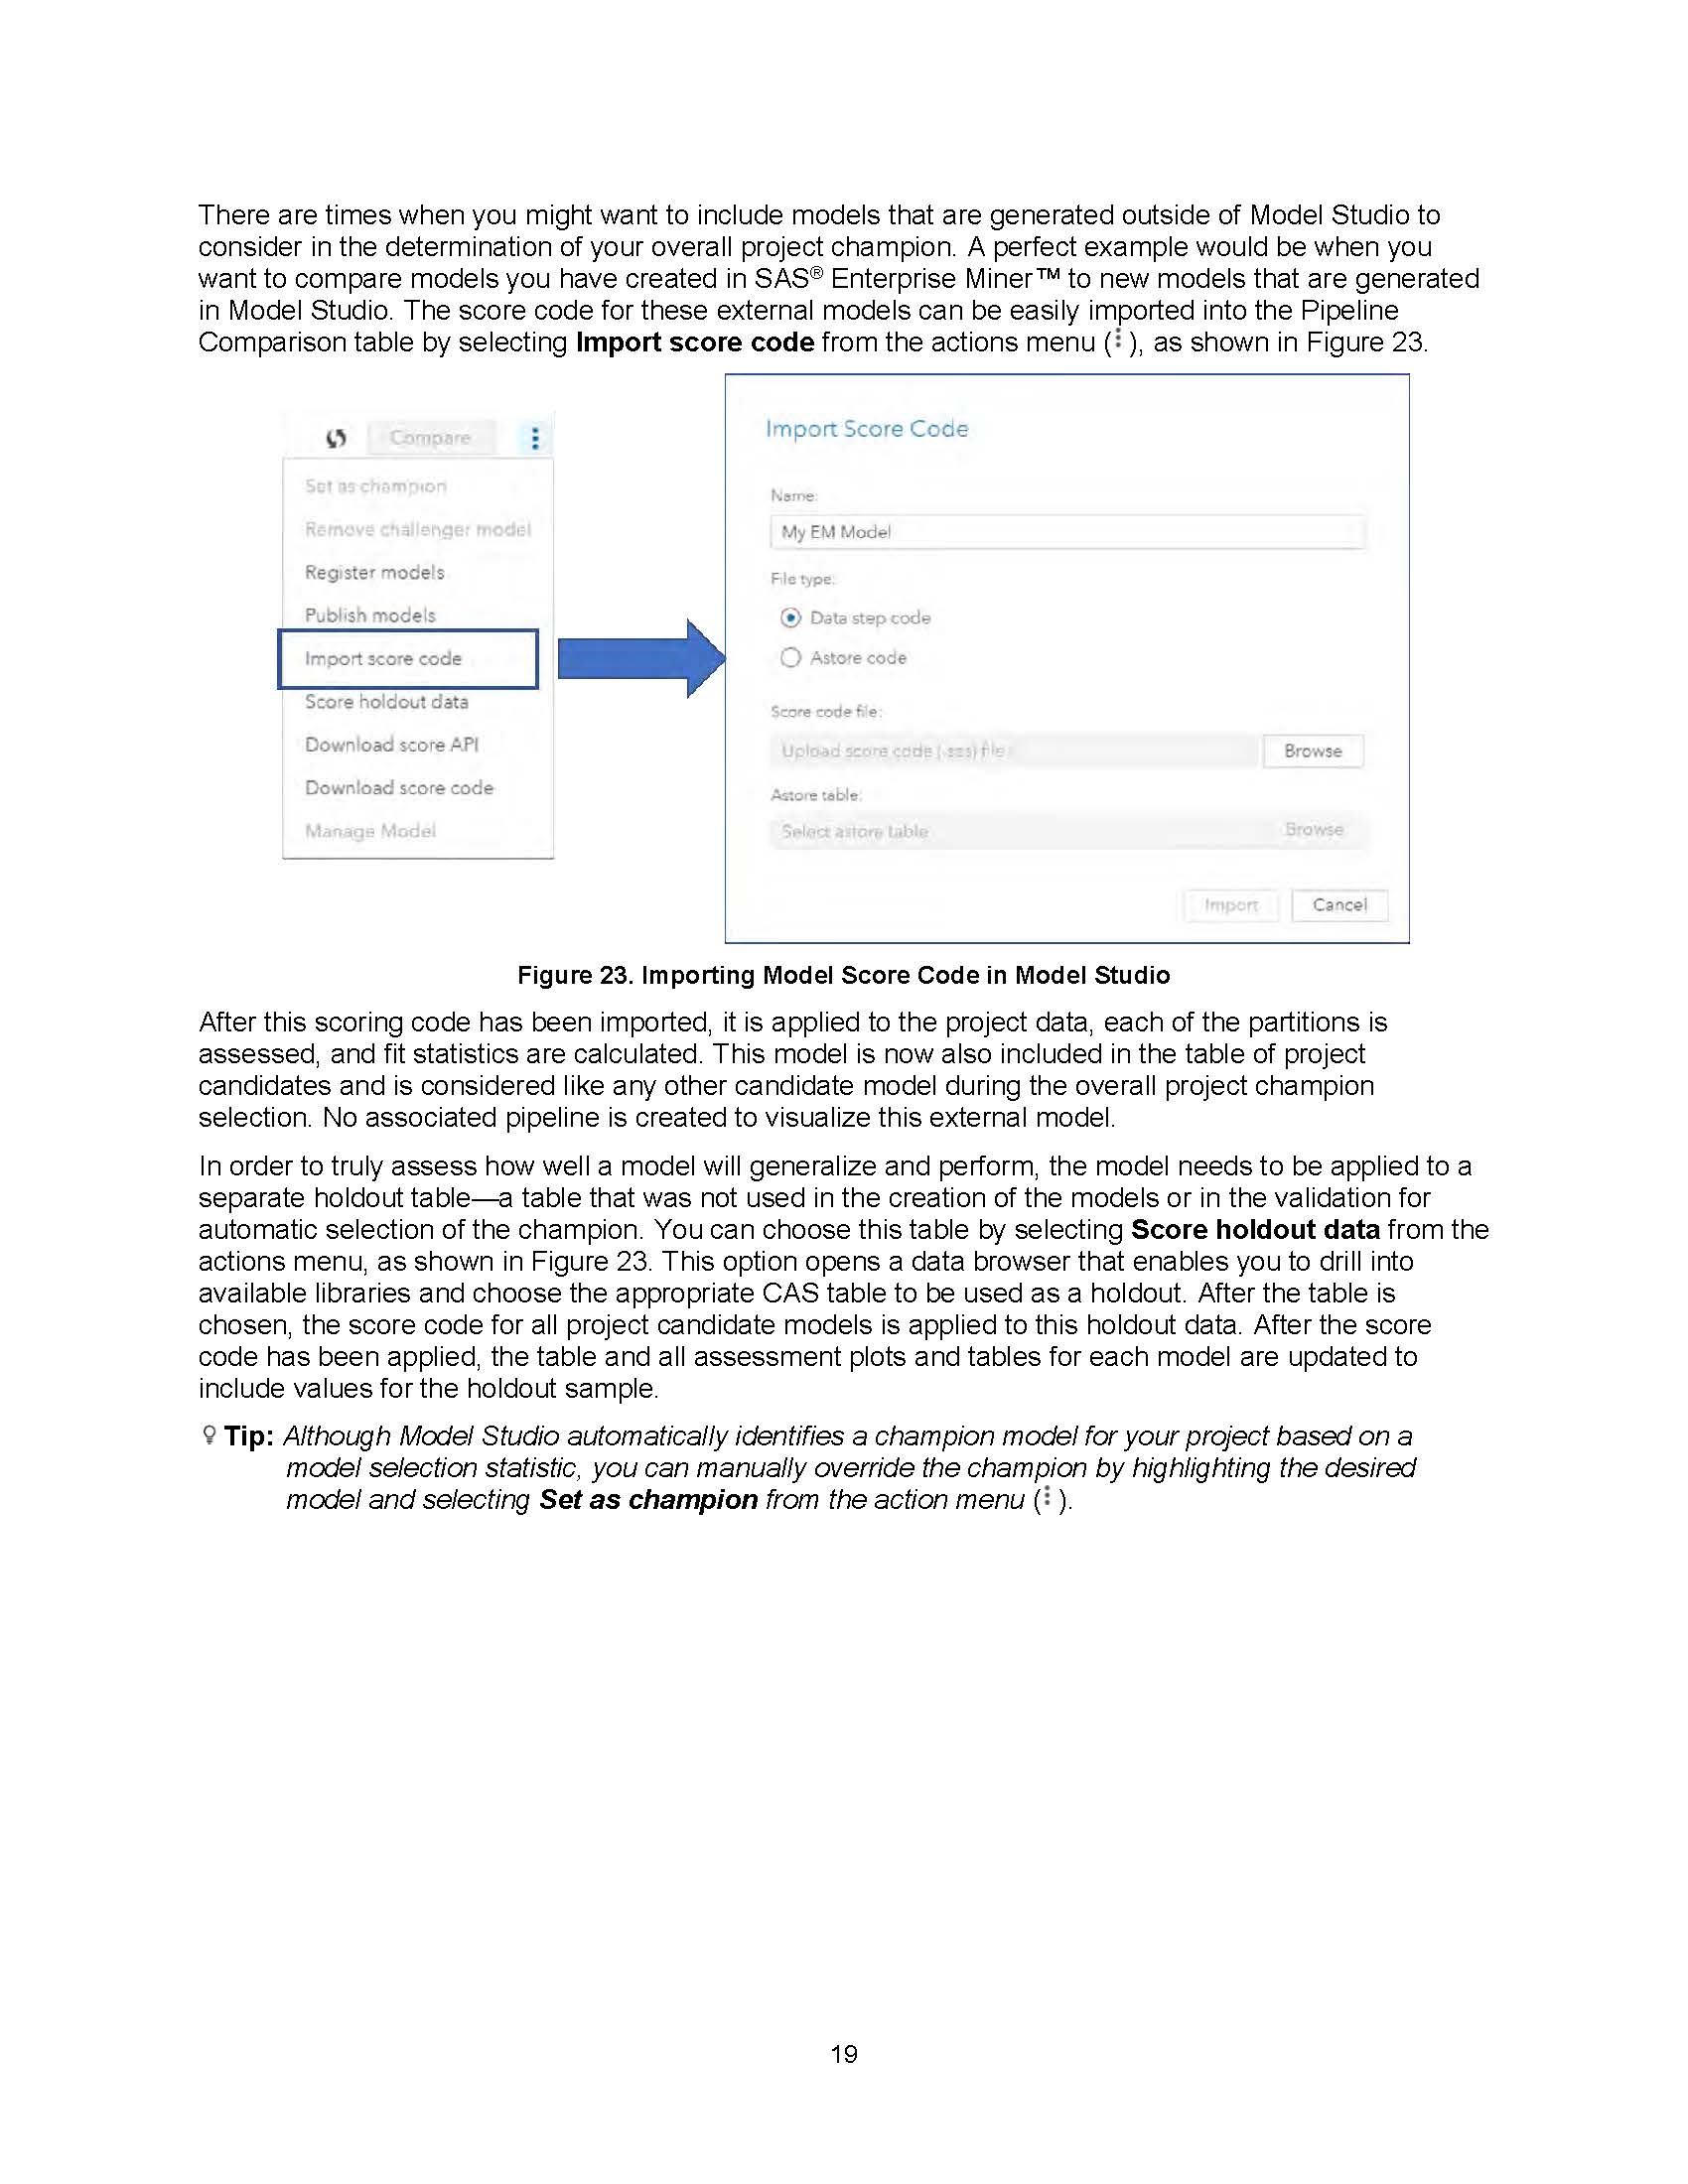 There are times when you might want to include models that are generated outside of Model Studio to
consider in the determination of your overall project champion. A perfect example would be when you
want to compare models you have created in SAS® Enterprise Miner™ to new models that are generated
in Model Studio. The score code for these external models can be easily imported into the Pipeline
Comparison table by selecting Import score code from the actions menu (⋮), as shown in Figure 23.
Compare
Set as champion
Remove challenger model
Register models
Publish models
Import score code
Score holdout data
Download score API
Download score code
Manage Model
Import Score Code
Name:
My EM Model
File type:
Data step code
Astore code
Score code file:
Upload score code (.sas) file
Browse
Astore table:
Select astore table
Browse
Import
Cancel
Figure 23. Importing Model Score Code in Model Studio
After this scoring code has been imported, it is applied to the project data, each of the partitions is
assessed, and fit statistics are calculated. This model is now also included in the table of project
candidates and is considered like any other candidate model during the overall project champion
selection. No associated pipeline is created to visualize this external model.
In order to truly assess how well a model will generalize and perform, the model needs to be applied to a
separate holdout table—a table that was not used in the creation of the models or in the validation for
automatic selection of the champion. You can choose this table by selecting Score holdout data from the
actions menu, as shown in Figure 23. This option opens a data browser that enables you to drill into
available libraries and choose the appropriate CAS table to be used as a holdout. After the table is
chosen, the score code for all project candidate models is applied to this holdout data. After the score
code has been applied, the table and all assessment plots and tables for each model are updated to
include values for the holdout sample.
Tip: Although Model Studio automatically identifies a champion model for your project based on a
model selection statistic, you can manually override the champion by highlighting the desired
model and selecting Set as champion from the action menu (⋮).
19